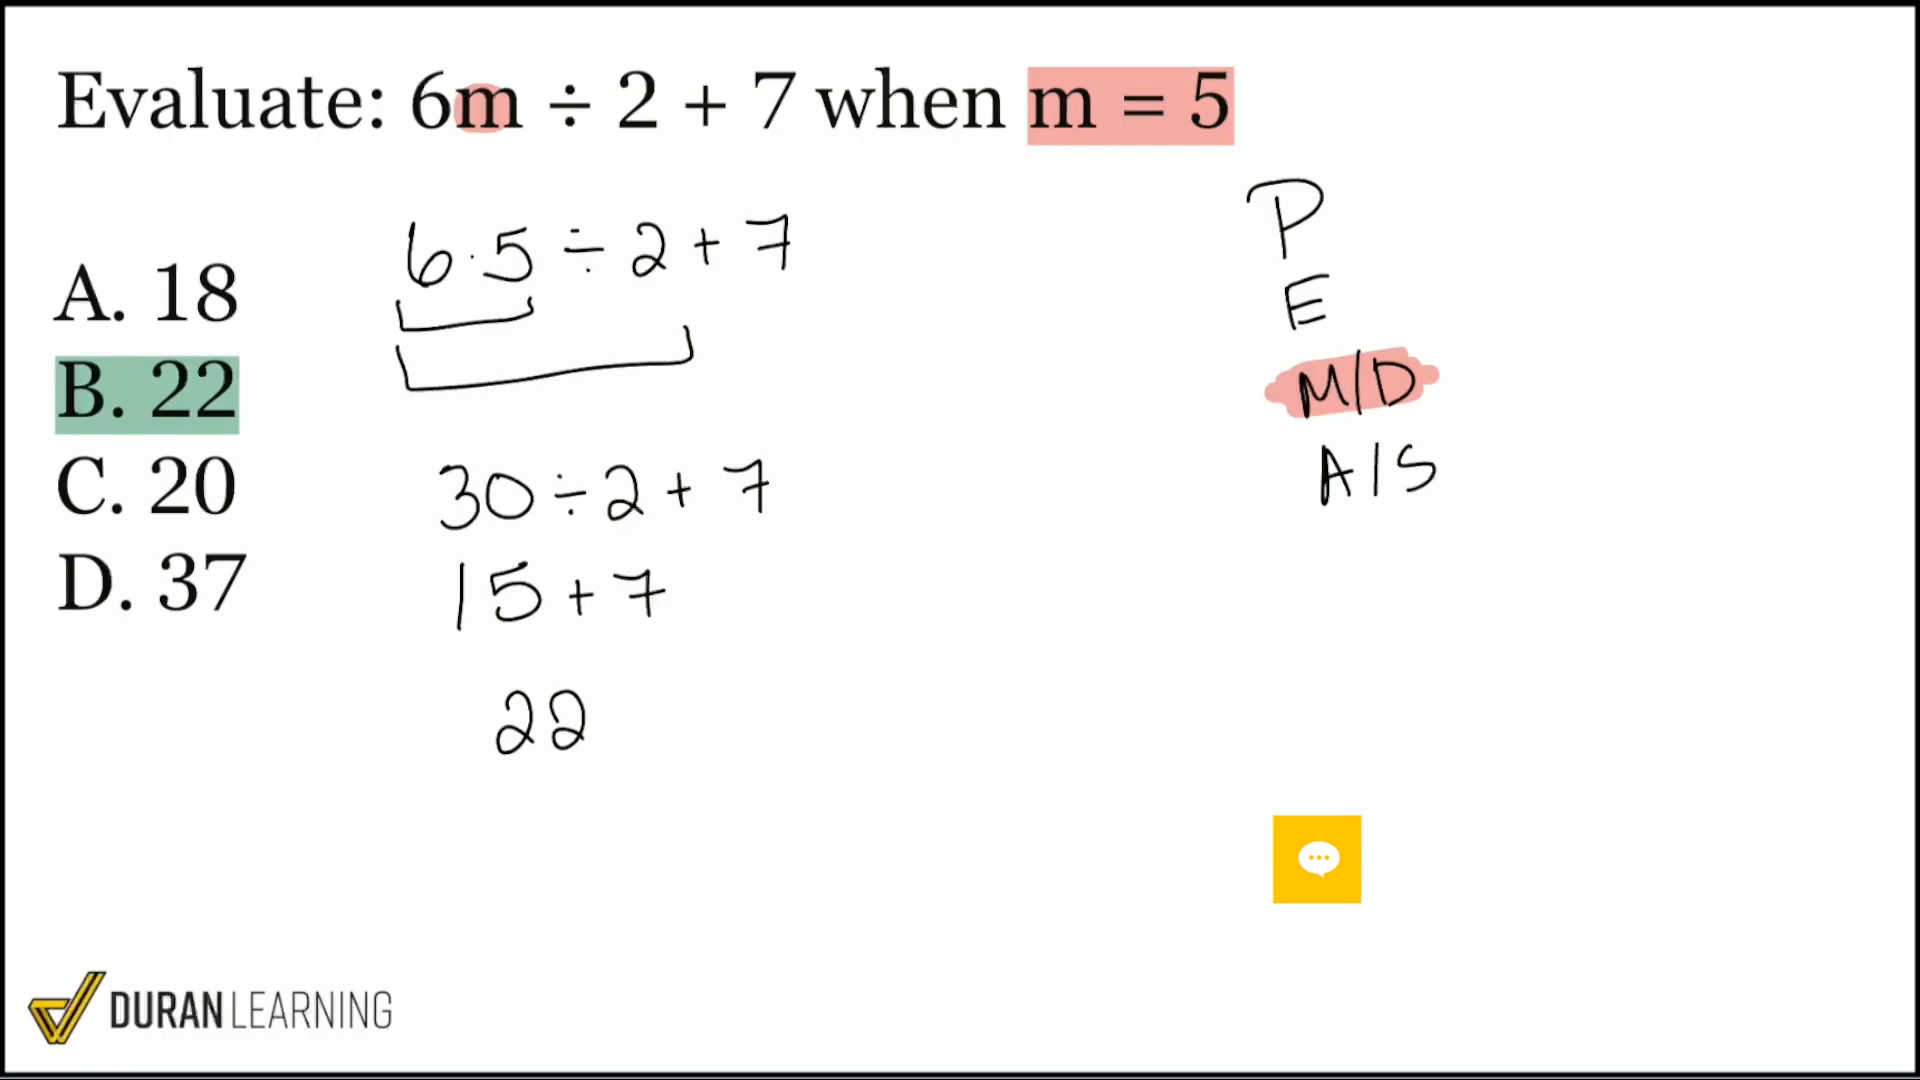 Evaluate: 6m ÷ 2 + 7 when m = 5
A. 18
B. 22
C. 20
D. 37
6·5 ÷ 2 + 7
30 ÷ 2 + 7
15 + 7
22
P
E
M/D
A/S
DURAN LEARNING